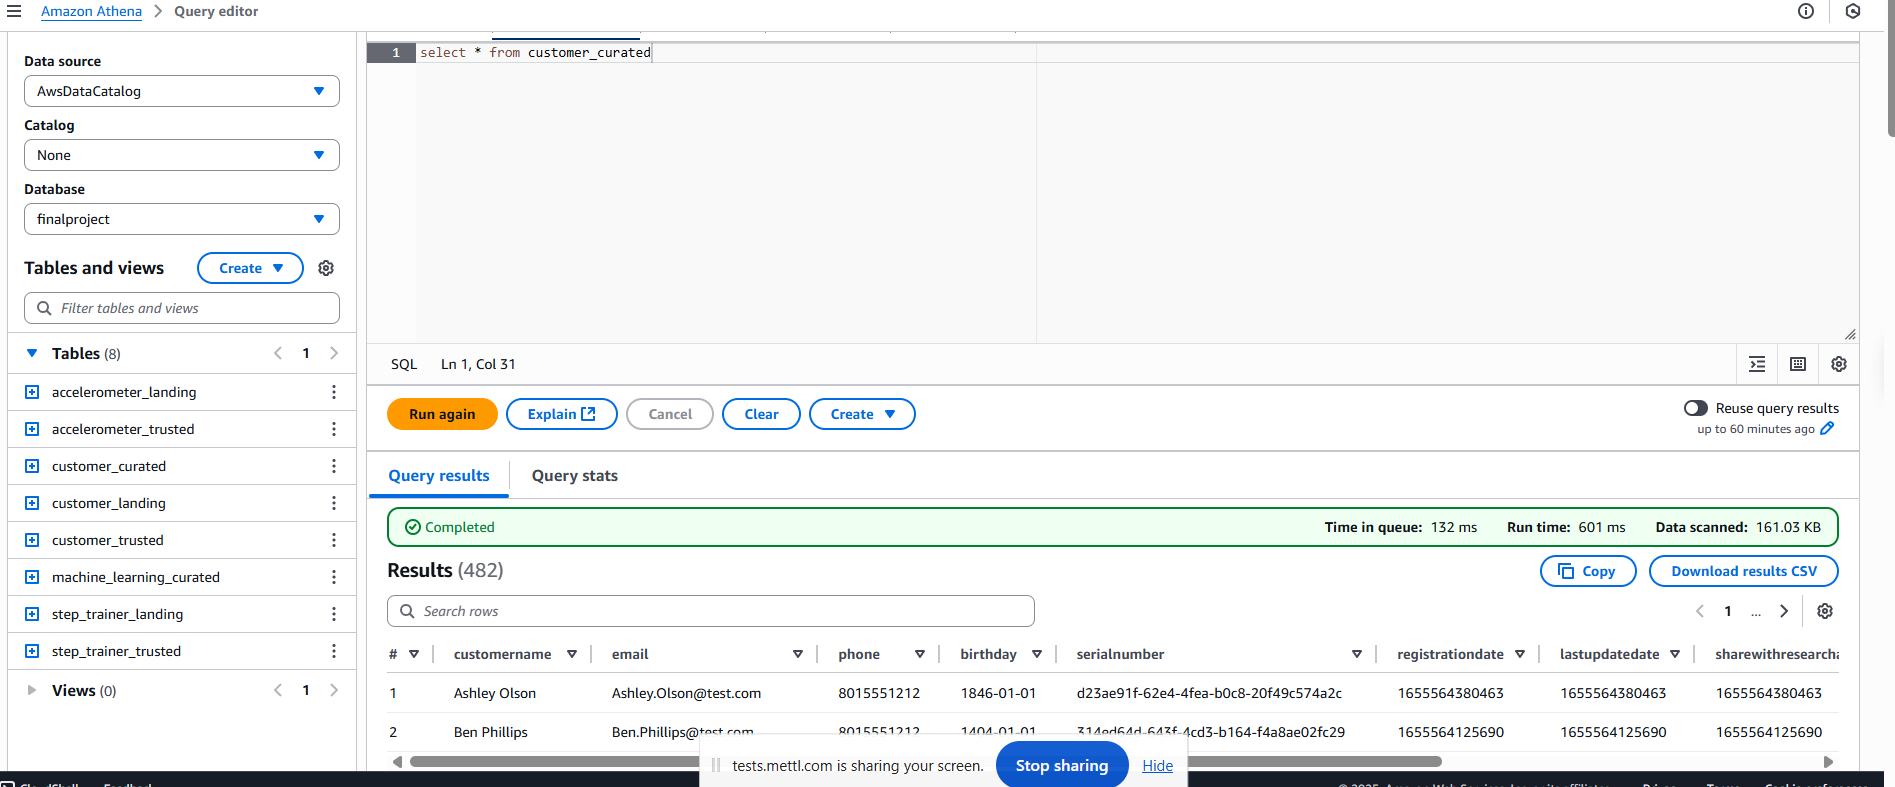 Amazon Athena > Query editor
Data source
AwsDataCatalog
Catalog
None
Database
finalproject
Tables and views
Create
Filter tables and views
Tables (8)
1
accelerometer_landing
accelerometer_trusted
customer_curated
customer_landing
customer_trusted
machine_learning_curated
step_trainer_landing
step_trainer_trusted
Views (0)
1
1 select * from customer_curated
SQL Ln 1, Col 31
Run again Explain Cancel Clear Create
Reuse query results
up to 60 minutes ago
Query results Query stats
Completed Time in queue: 132 ms Run time: 601 ms Data scanned: 161.03 KB
Results (482) Copy Download results CSV
Search rows 1 ...
# customername email phone birthday serialnumber registrationdate lastupdatedate sharewithresearcha
1 Ashley Olson Ashley.Olson@test.com 8015551212 1846-01-01 d23ae91f-62e4-4fea-b0c8-20f49c574a2c 1655564380463 1655564380463 1655564380463
2 Ben Phillips Ben.Phillips@test.com 8015551212 1404-01-01 314ed64d-643f-4cd3-b164-f4a8ae02fc29 1655564125690 1655564125690 1655564125690
tests.mettl.com is sharing your screen. Stop sharing Hide